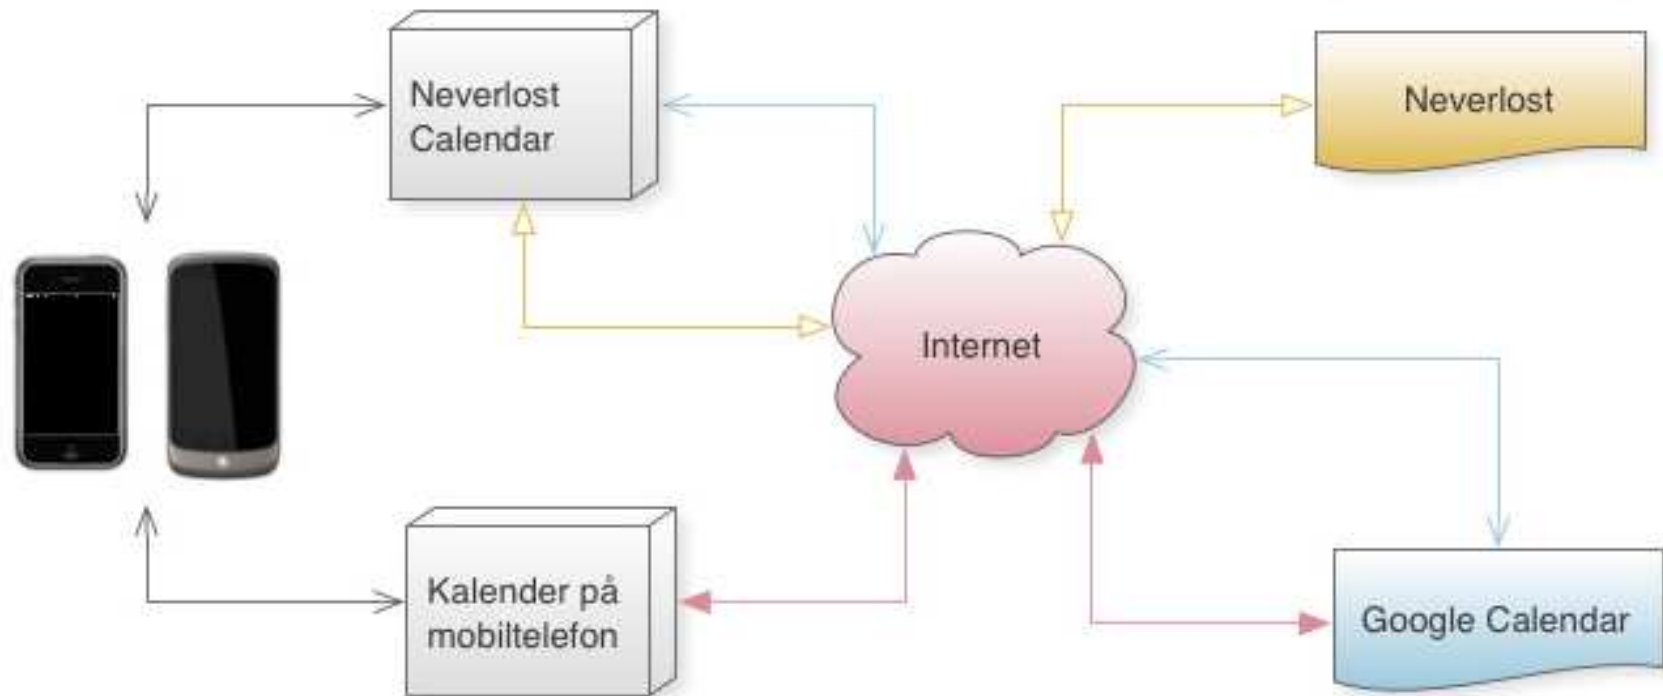 Neverlost
Calendar
Neverlost
Internet
Kalender på
mobiltelefon
Google Calendar